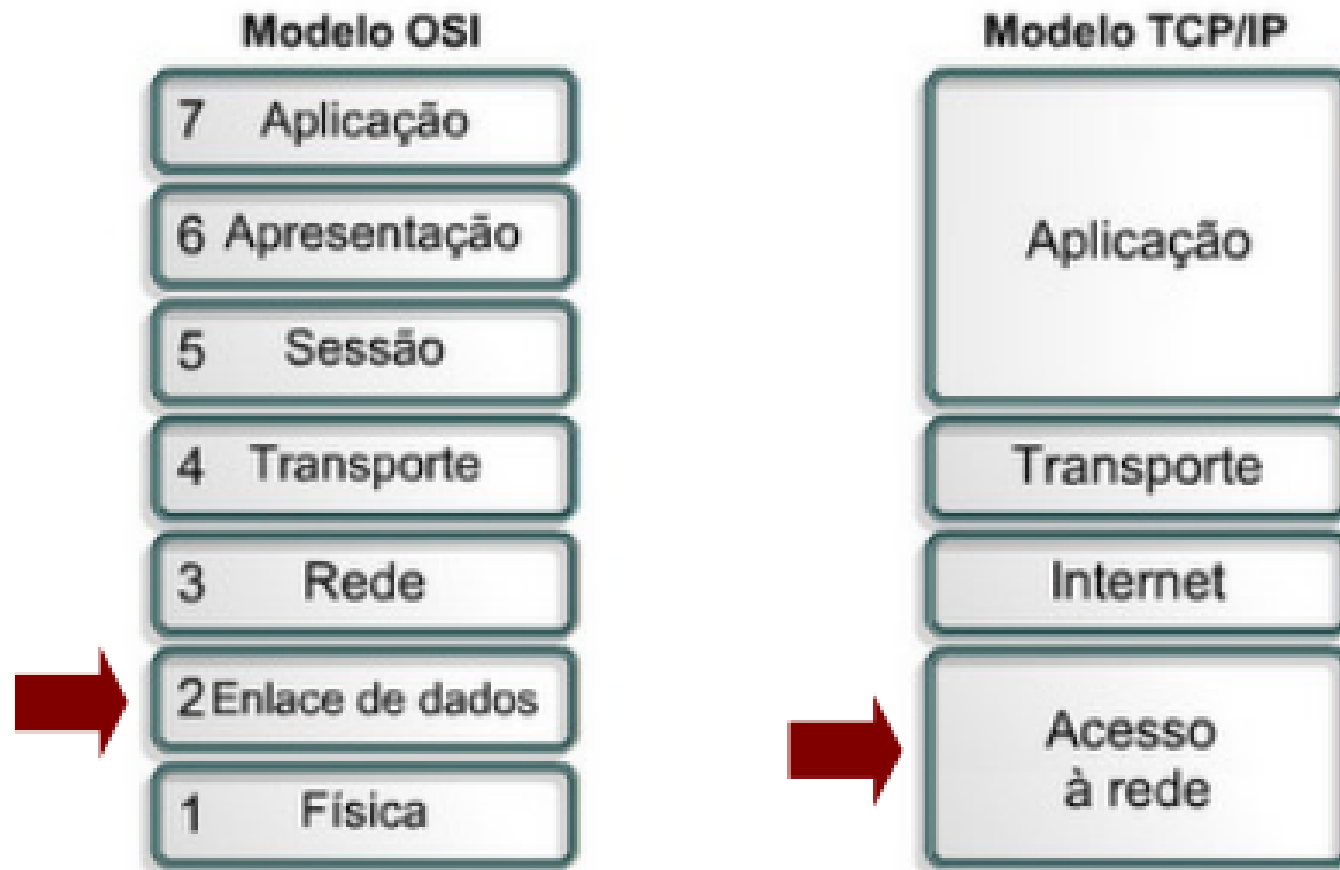 Modelo OSI
7 Aplicação
6 Apresentação
5 Sessão
4 Transporte
3 Rede
2 Enlace de dados
1 Física
Modelo TCP/IP
Aplicação
Transporte
Internet
Acesso
à rede